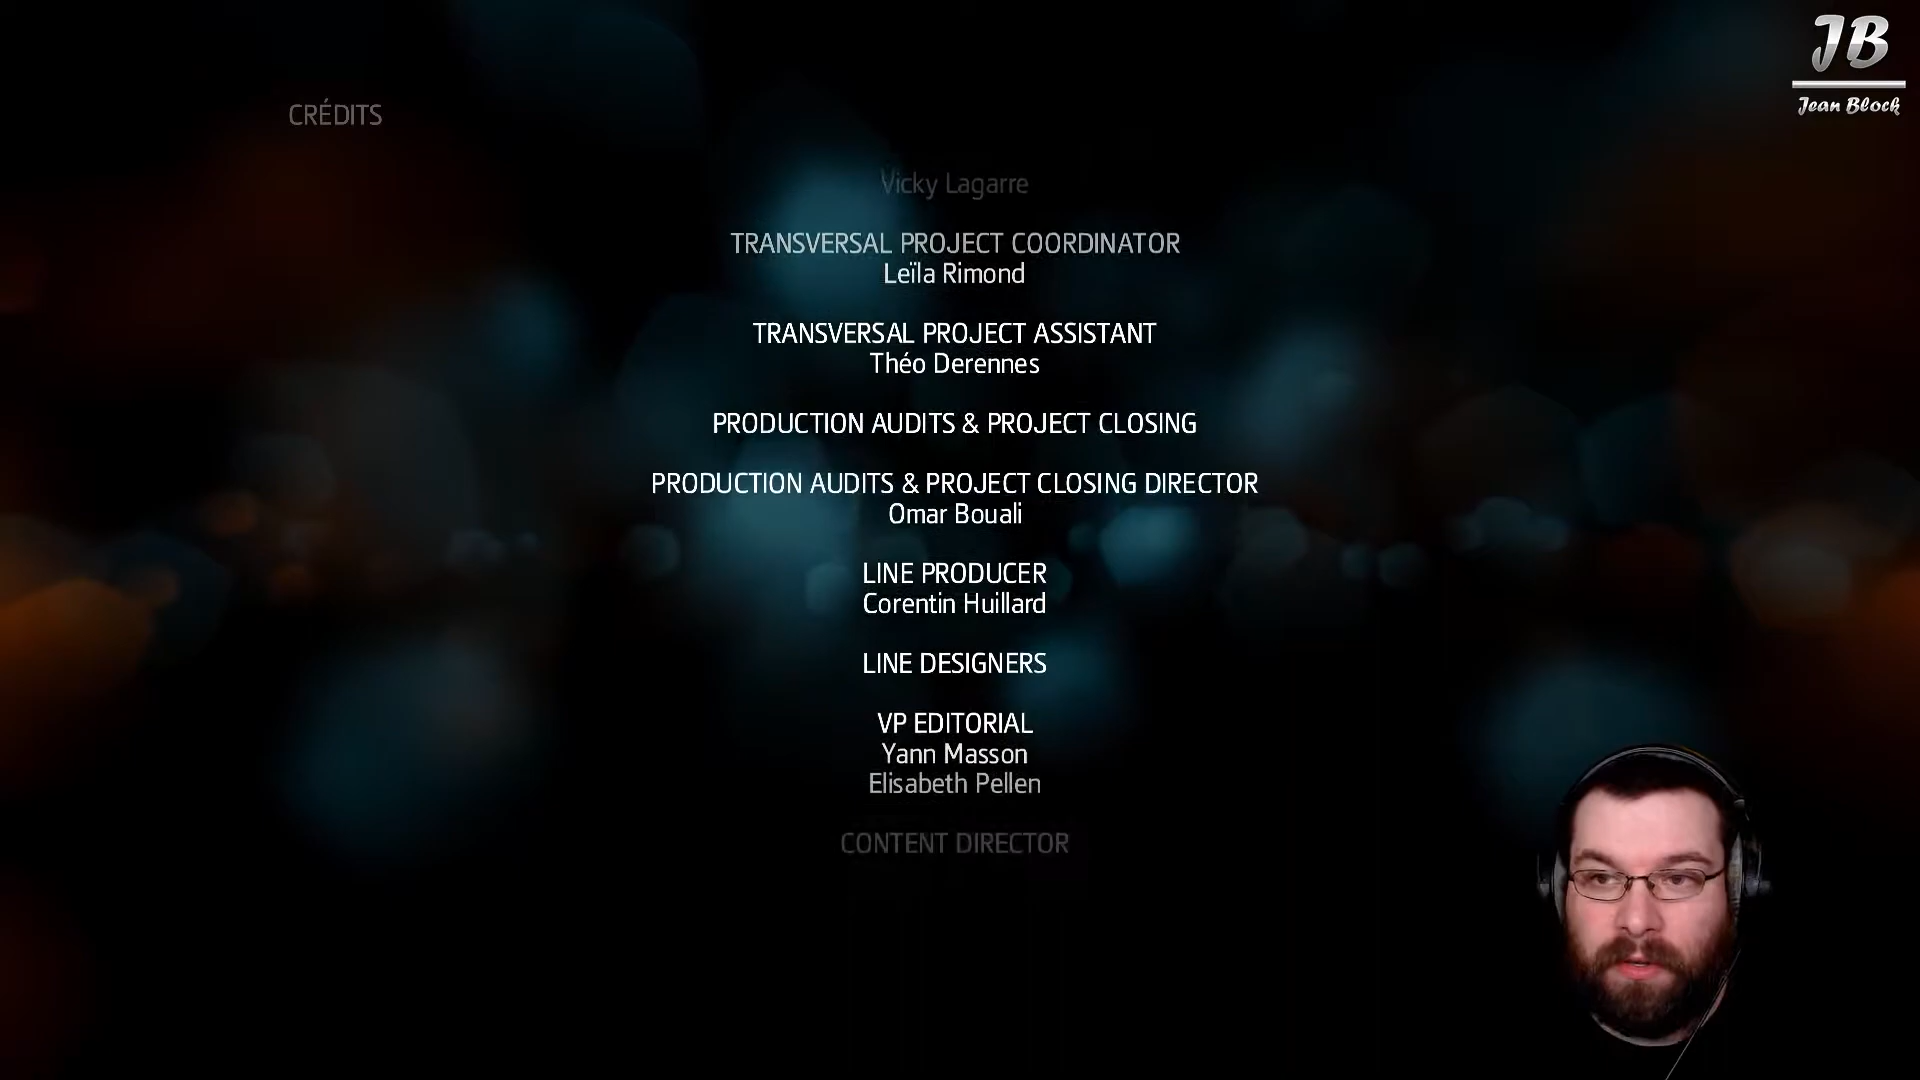 JB
Jean Block
CRÉDITS
Vicky Lagarre
TRANSVERSAL PROJECT COORDINATOR
Leïla Rimond
TRANSVERSAL PROJECT ASSISTANT
Théo Derennes
PRODUCTION AUDITS & PROJECT CLOSING
PRODUCTION AUDITS & PROJECT CLOSING DIRECTOR
Omar Bouali
LINE PRODUCER
Corentin Huillard
LINE DESIGNERS
VP EDITORIAL
Yann Masson
Elisabeth Pellen
CONTENT DIRECTOR